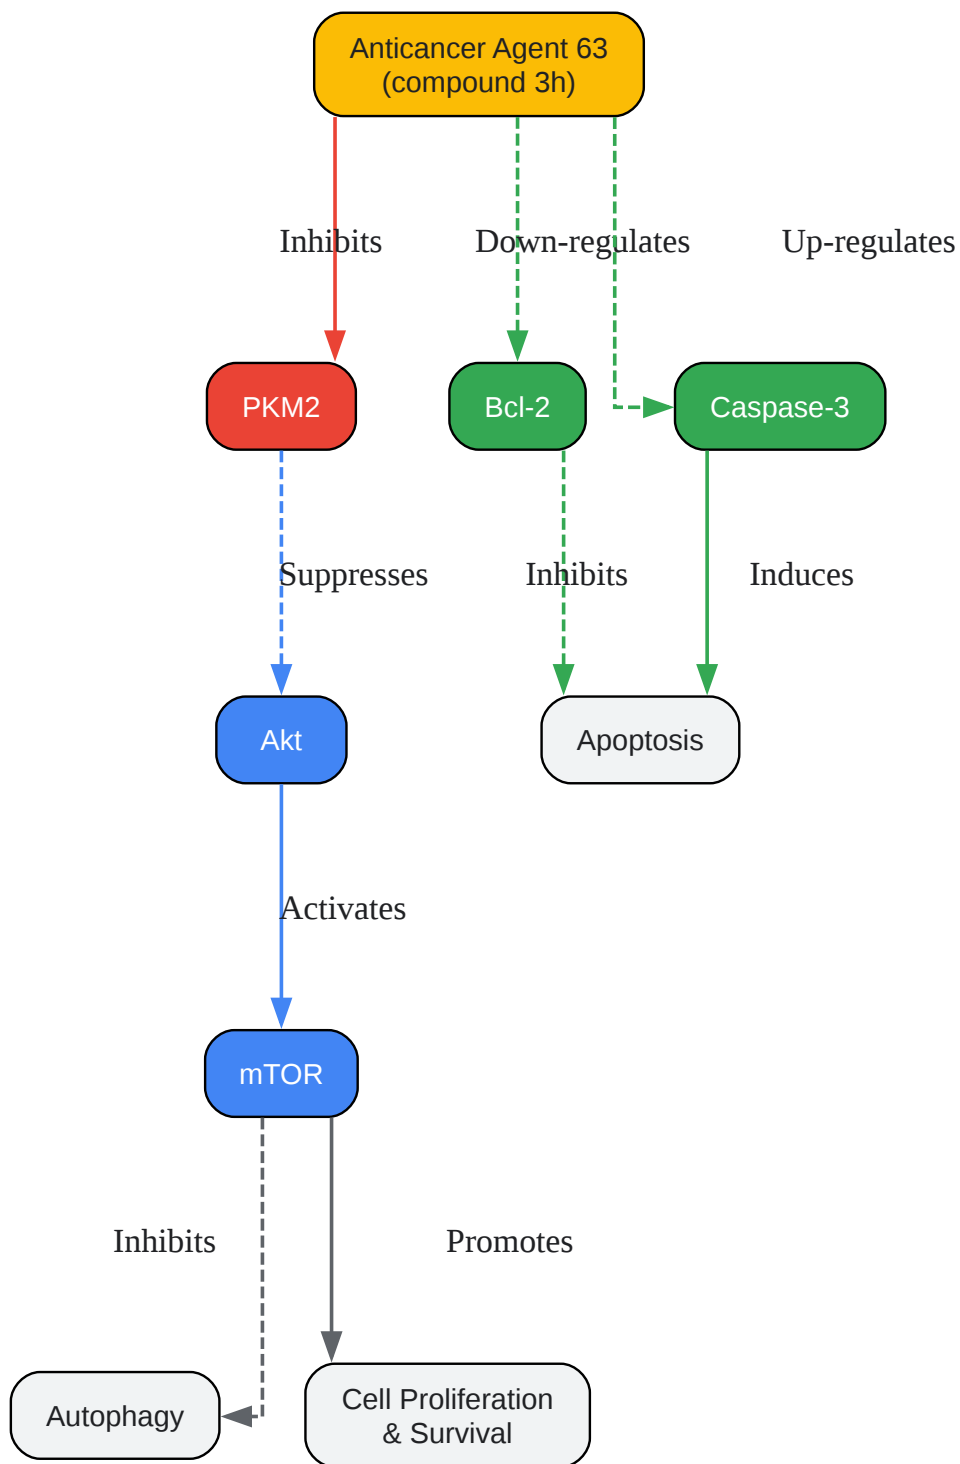 Anticancer Agent 63
(compound 3h)
Inhibits
Down-regulates
Up-regulates
PKM2
Bcl-2
Caspase-3
Suppresses
Inhibits
Induces
Akt
Apoptosis
Activates
mTOR
Inhibits
Promotes
Autophagy
Cell Proliferation
& Survival